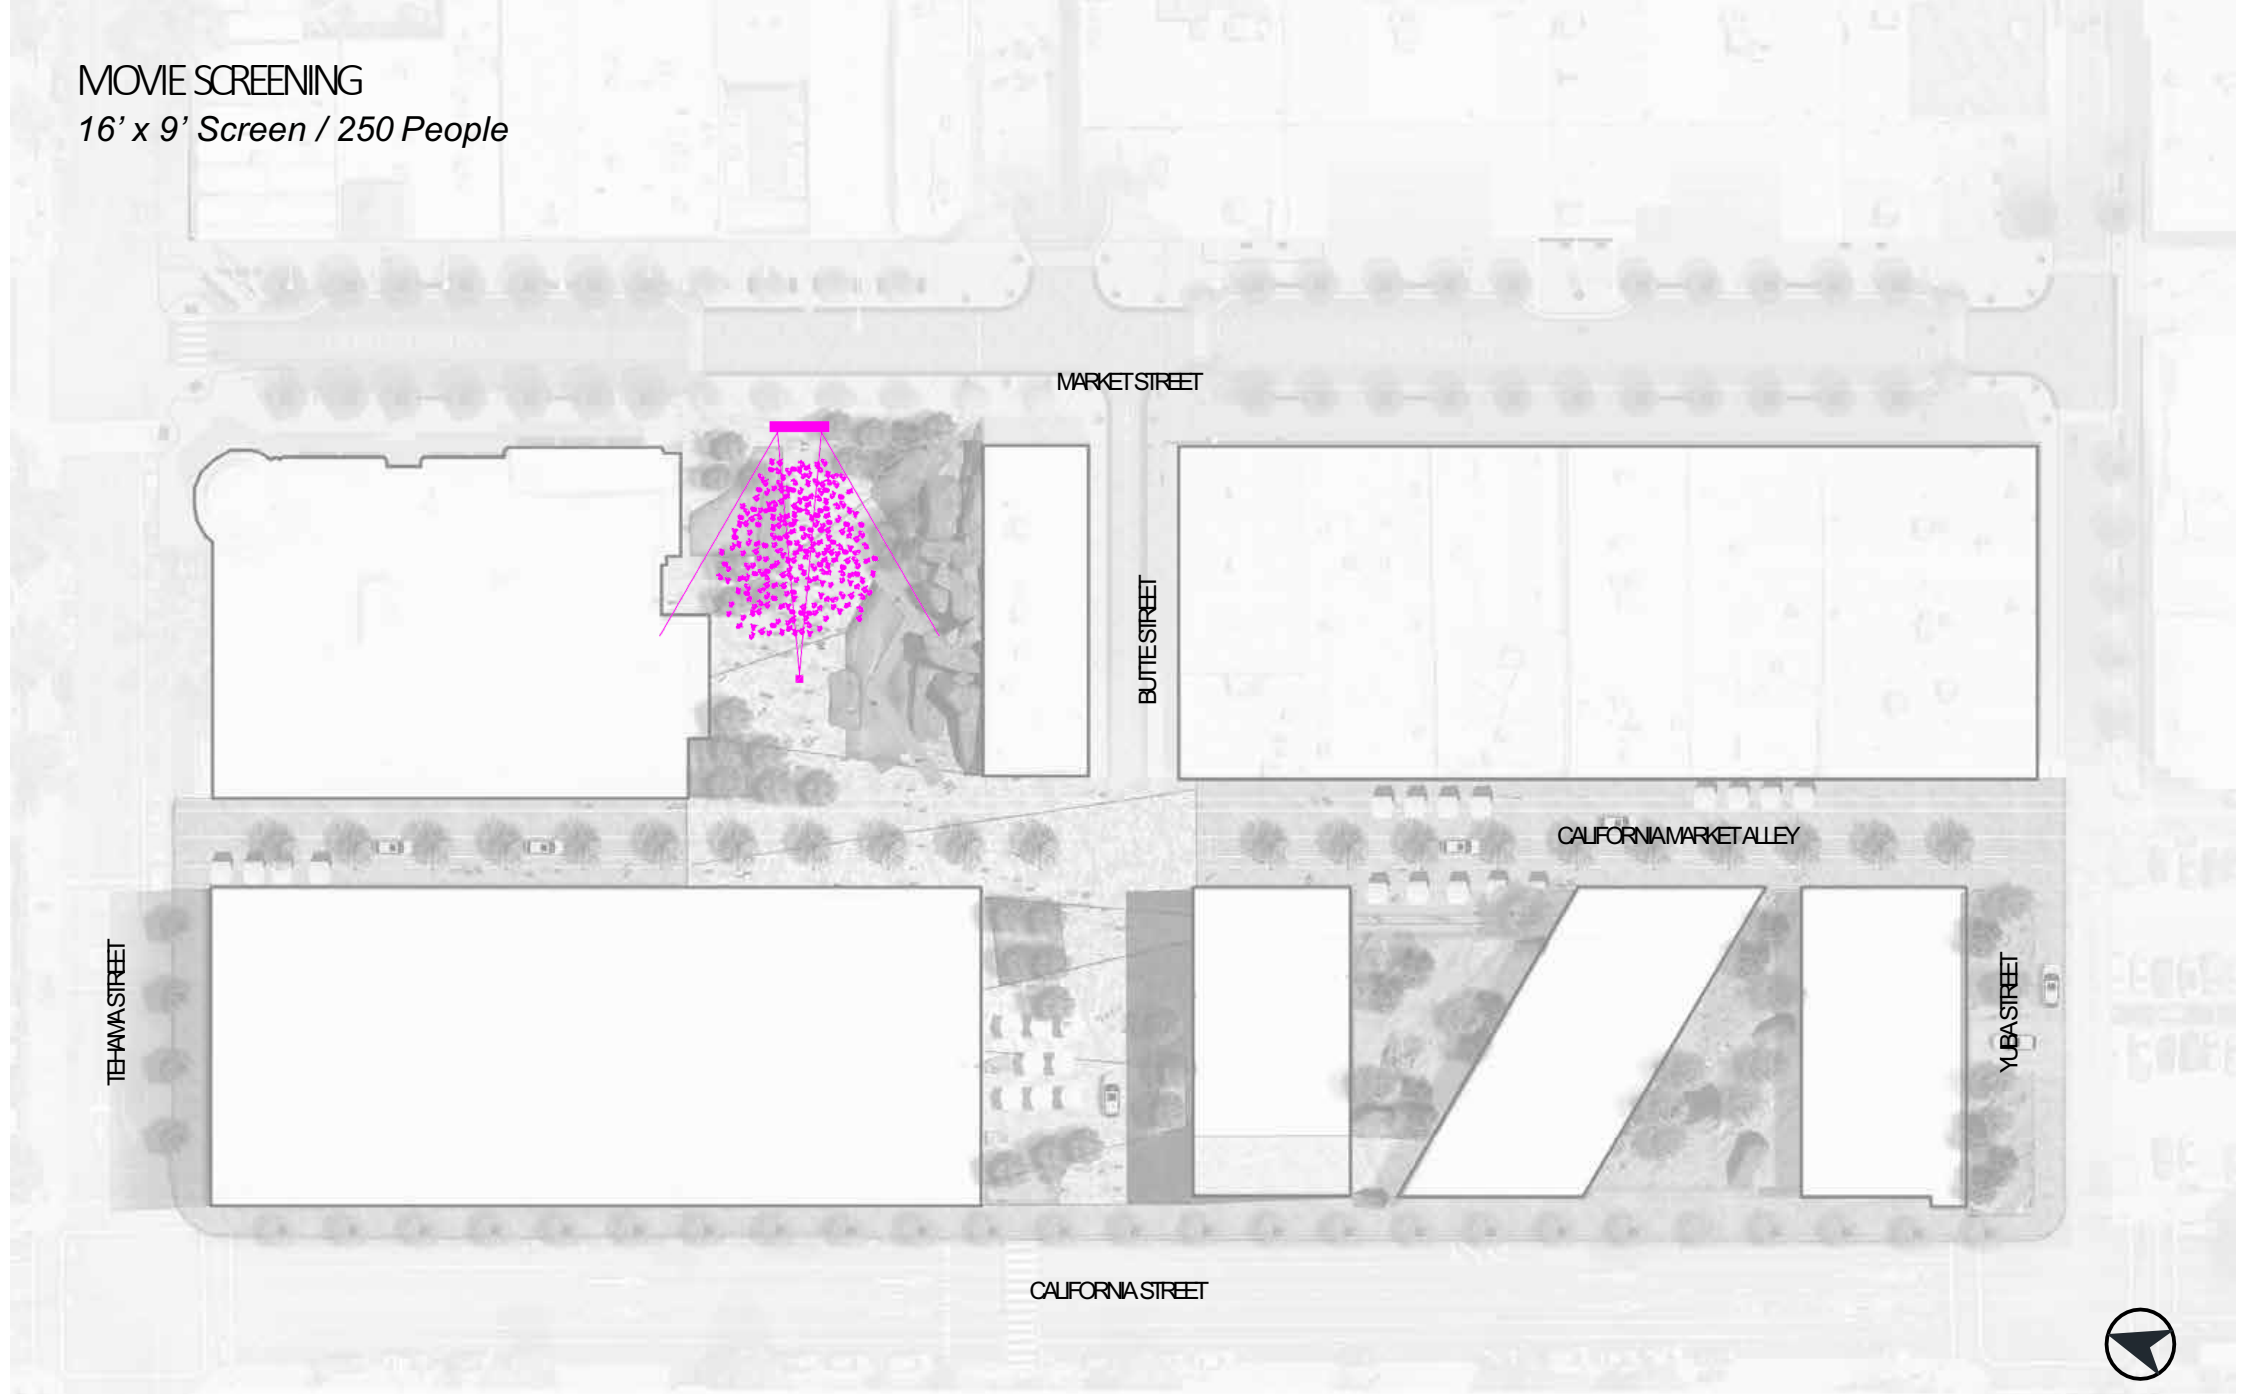 MOVIE SCREENING
16’ x 9’ Screen / 250 People
MARKET STREET
BUTTE STREET
CALIFORNIA MARKET ALLEY
TEHAMA STREET
YUBA STREET
CALIFORNIA STREET